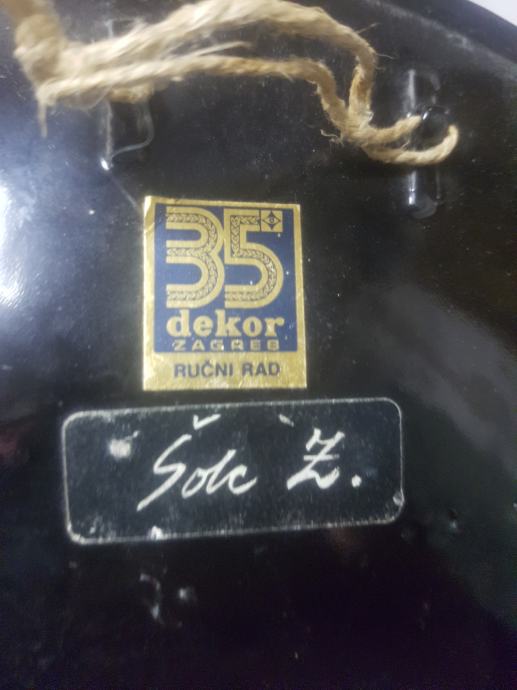 35
dekor
ZAGREB
RUČNI RAD
Šolc Z.